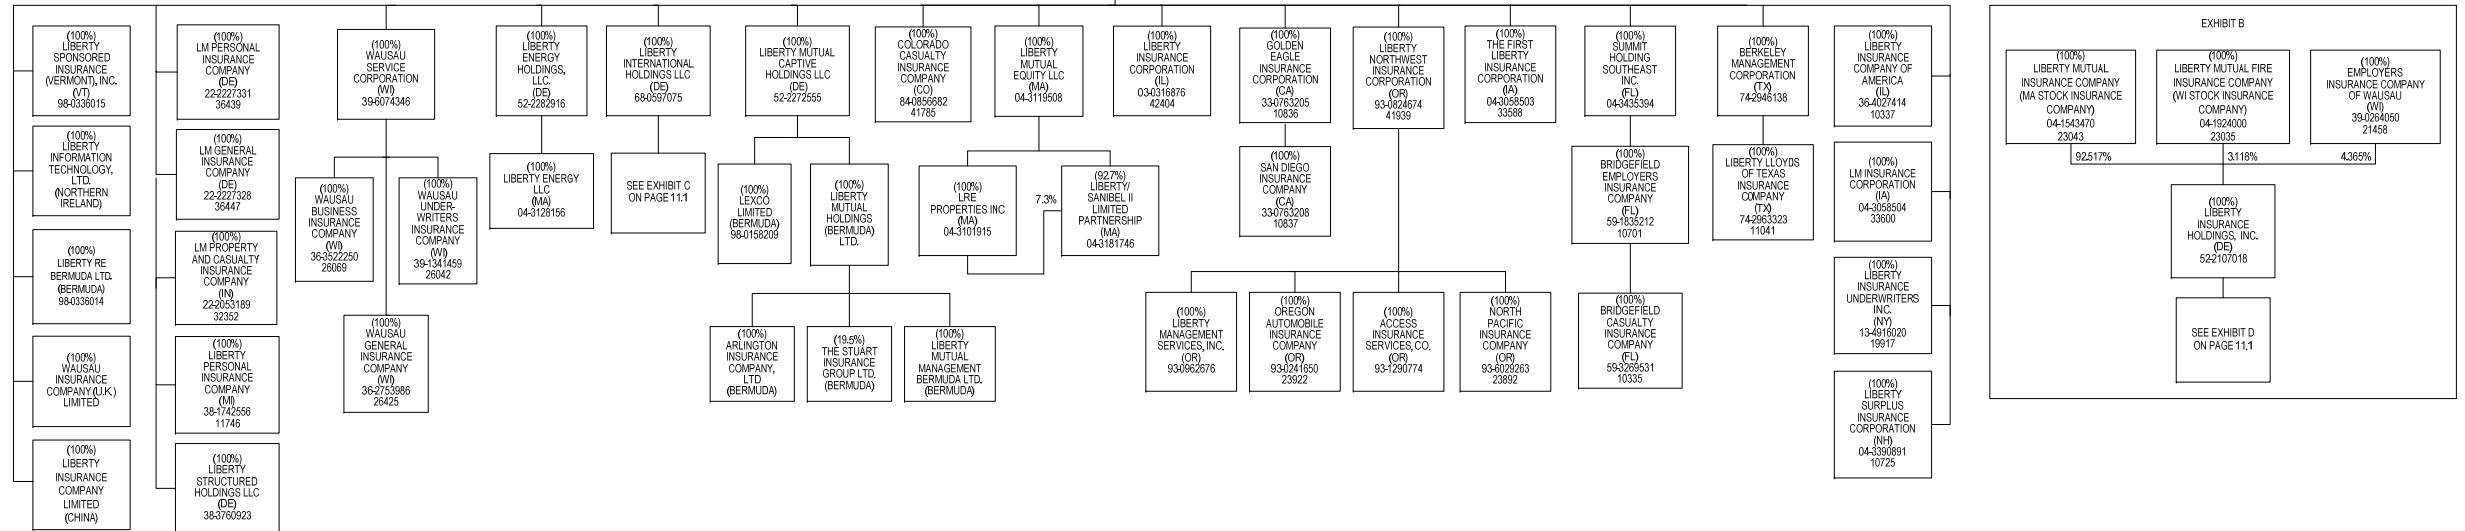 (100%)
LIBERTY
SPONSORED
INSURANCE
(VERMONT), INC.
(VT)
98-0336015
(100%)
LIBERTY
INFORMATION
TECHNOLOGY,
LTD.
(NORTHERN
IRELAND)
(100%)
LIBERTY RE
BERMUDA LTD.
(BERMUDA)
98-0336014
(100%)
WAUSAU
INSURANCE
COMPANY (U.K.)
LIMITED
(100%)
LIBERTY
INSURANCE
COMPANY
LIMITED
(CHINA)
(100%)
LM PERSONAL
INSURANCE
COMPANY
(DE)
22-2227331
36439
(100%)
LM GENERAL
INSURANCE
COMPANY
(DE)
22-2227328
36447
(100%)
LM PROPERTY
AND CASUALTY
INSURANCE
COMPANY
(IN)
22-2053189
32352
(100%)
LIBERTY
PERSONAL
INSURANCE
COMPANY
(MI)
38-1742556
11746
(100%)
LIBERTY
STRUCTURED
HOLDINGS LLC
(DE)
38-3760923
(100%)
WAUSAU
SERVICE
CORPORATION
(WI)
39-6074346
(100%)
WAUSAU
BUSINESS
INSURANCE
COMPANY
(WI)
36-3522250
26069
(100%)
WAUSAU
UNDER-
WRITERS
INSURANCE
COMPANY
(WI)
39-1341459
26042
(100%)
WAUSAU
GENERAL
INSURANCE
COMPANY
(WI)
36-2753986
26425
(100%)
LIBERTY
ENERGY
HOLDINGS,
LLC.
(DE)
52-2282916
(100%)
LIBERTY ENERGY
LLC
(MA)
04-3128156
(100%)
LIBERTY
INTERNATIONAL
HOLDINGS LLC
(DE)
68-0597075
SEE EXHIBIT C
ON PAGE 11.1
(100%)
LIBERTY MUTUAL
CAPTIVE
HOLDINGS LLC
(DE)
52-2272555
(100%)
LEXCO
LIMITED
(BERMUDA)
98-0158209
(100%)
LIBERTY
MUTUAL
HOLDINGS
(BERMUDA)
LTD.
(100%)
ARLINGTON
INSURANCE
COMPANY,
LTD
(BERMUDA)
(19.5%)
THE STUART
INSURANCE
GROUP LTD.
(BERMUDA)
(100%)
LIBERTY
MUTUAL
MANAGEMENT
BERMUDA LTD.
(BERMUDA)
(100%)
COLORADO
CASUALTY
INSURANCE
COMPANY
(CO)
84-0856682
41785
(100%)
LIBERTY
MUTUAL
EQUITY LLC
(MA)
04-3119508
(100%)
LRE
PROPERTIES INC
(MA)
04-3101915
7.3%
(92.7%)
LIBERTY/
SANIBEL II
LIMITED
PARTNERSHIP
(MA)
04-3181746
(100%)
LIBERTY
INSURANCE
CORPORATION
(IL)
03-0316876
42404
(100%)
GOLDEN
EAGLE
INSURANCE
CORPORATION
(CA)
33-0763205
10836
(100%)
SAN DIEGO
INSURANCE
COMPANY
(CA)
33-0763208
10837
(100%)
LIBERTY
NORTHWEST
INSURANCE
CORPORATION
(OR)
93-0824674
41939
(100%)
LIBERTY
MANAGEMENT
SERVICES, INC.
(OR)
93-0962676
(100%)
OREGON
AUTOMOBILE
INSURANCE
COMPANY
(OR)
93-0241650
23922
(100%)
ACCESS
INSURANCE
SERVICES, CO.
(OR)
93-1290774
(100%)
NORTH
PACIFIC
INSURANCE
COMPANY
(OR)
93-6029263
23892
(100%)
THE FIRST
LIBERTY
INSURANCE
CORPORATION
(IA)
04-3058503
33588
(100%)
SUMMIT
HOLDING
SOUTHEAST
INC.
(FL)
04-3435394
(100%)
BRIDGEFIELD
EMPLOYERS
INSURANCE
COMPANY
(FL)
59-1835212
10701
(100%)
BRIDGEFIELD
CASUALTY
INSURANCE
COMPANY
(FL)
59-3269531
10335
(100%)
BERKELEY
MANAGEMENT
CORPORATION
(TX)
74-2946138
(100%)
LIBERTY LLOYDS
OF TEXAS
INSURANCE
COMPANY
(TX)
74-2963323
11041
(100%)
LIBERTY
INSURANCE
COMPANY OF
AMERICA
(IL)
36-4027414
10337
(100%)
LM INSURANCE
CORPORATION
(IA)
04-3058504
33600
(100%)
LIBERTY
INSURANCE
UNDERWRITERS
INC.
(NY)
13-4916020
19917
(100%)
LIBERTY
SURPLUS
INSURANCE
CORPORATION
(NH)
04-3390891
10725
EXHIBIT B
(100%)
LIBERTY MUTUAL
INSURANCE COMPANY
(MA STOCK INSURANCE
COMPANY)
04-1543470
23043
(100%)
LIBERTY MUTUAL FIRE
INSURANCE COMPANY
(WI STOCK INSURANCE
COMPANY)
04-1924000
23035
(100%)
EMPLOYERS
INSURANCE COMPANY
OF WAUSAU
(WI)
39-0264050
21458
92.517%
3.118%
4.365%
(100%)
LIBERTY
INSURANCE
HOLDINGS, INC.
(DE)
52-2107018
SEE EXHIBIT D
ON PAGE 11.1